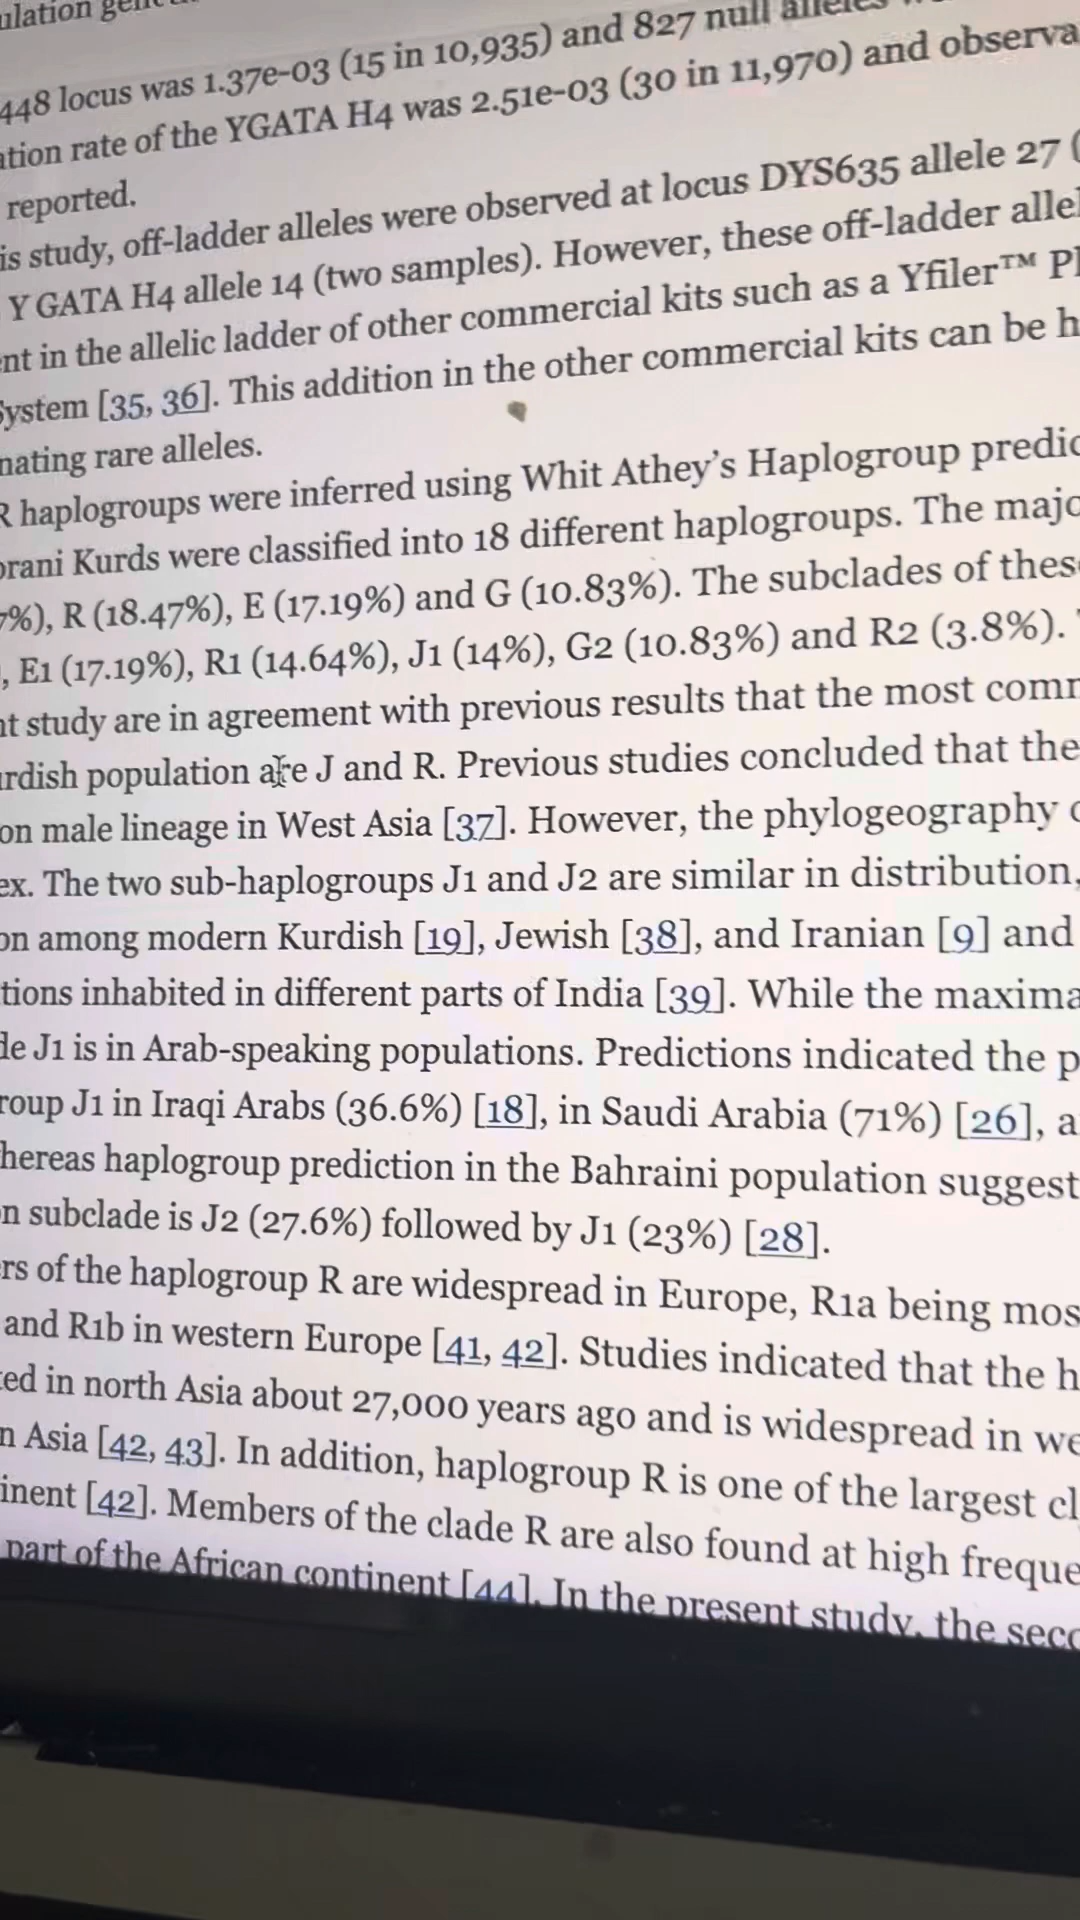 448 locus was 1.37e-03 (15 in 10,935) and 827 null alleles
rate of the YGATA H4 was 2.51e-03 (30 in 11,970) and observa
reported.
is study, off-ladder alleles were observed at locus DYS635 allele 27 (
Y GATA H4 allele 14 (two samples). However, these off-ladder allel
nt in the allelic ladder of other commercial kits such as a Yfiler™ Pl
System [35, 36]. This addition in the other commercial kits can be h
nating rare alleles.
R haplogroups were inferred using Whit Athey's Haplogroup predic
orani Kurds were classified into 18 different haplogroups. The majo
7%), R (18.47%), E (17.19%) and G (10.83%). The subclades of thes
, E1 (17.19%), R1 (14.64%), J1 (14%), G2 (10.83%) and R2 (3.8%).
nt study are in agreement with previous results that the most comm
urdish population are J and R. Previous studies concluded that the
on male lineage in West Asia [37]. However, the phylogeography
ex. The two sub-haplogroups J1 and J2 are similar in distribution,
on among modern Kurdish [19], Jewish [38], and Iranian [9] and
tions inhabited in different parts of India [39]. While the maxima
de J1 is in Arab-speaking populations. Predictions indicated the p
roup J1 in Iraqi Arabs (36.6%) [18], in Saudi Arabia (71%) [26], a
hereas haplogroup prediction in the Bahraini population suggest
n subclade is J2 (27.6%) followed by J1 (23%) [28].
rs of the haplogroup R are widespread in Europe, R1a being mos
and R1b in western Europe [41, 42]. Studies indicated that the h
ted in north Asia about 27,000 years ago and is widespread in we
n Asia [42, 43]. In addition, haplogroup R is one of the largest cl
inent [42]. Members of the clade R are also found at high freque
part of the African continent [44]. In the present study, the seco